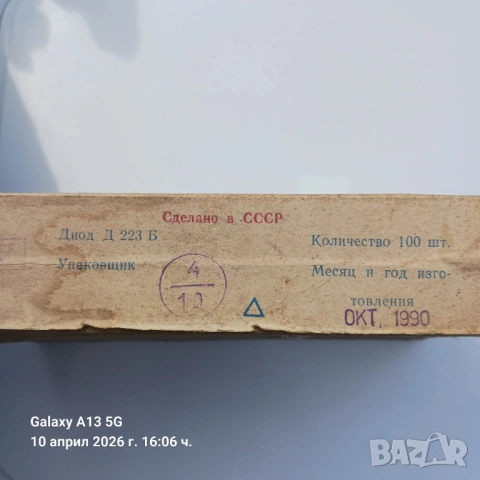 Сделано в СССР
Диод Д 223 Б
Количество 100 шт.
Упаковщик
4
10
Месяц и год изго-
товления
ОКТ. 1990
Galaxy A13 5G
10 април 2026 г. 16:06 ч.
BAZAR